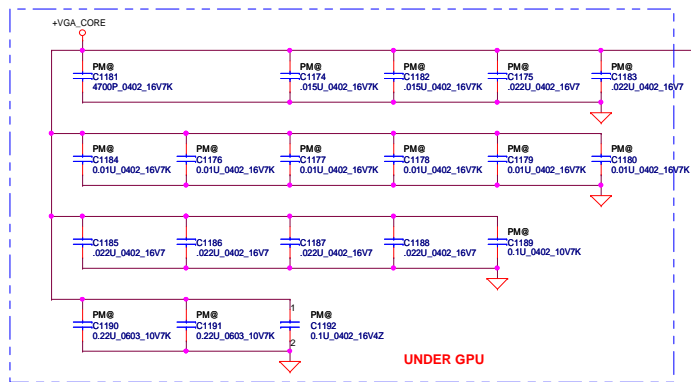 +VGA_CORE
PM@ PM@ PM@ PM@ PM@
C1181 C1174 C1182 C1175 C1183
4700P_0402_16V7K .015U_0402_16V7K .015U_0402_16V7K .022U_0402_16V7 .022U_0402_16V7
PM@ PM@ PM@ PM@ PM@ PM@
C1184 C1176 C1177 C1178 C1179 C1180
0.01U_0402_16V7K 0.01U_0402_16V7K 0.01U_0402_16V7K 0.01U_0402_16V7K 0.01U_0402_16V7K 0.01U_0402_16V7K
PM@
C1185 C1186 C1187 C1188 C1189
.022U_0402_16V7 .022U_0402_16V7 .022U_0402_16V7 .022U_0402_16V7 0.1U_0402_10V7K
1
PM@ PM@ PM@
C1190 C1191 C1192
0.22U_0603_10V7K 0.22U_0603_10V7K 0.1U_0402_16V4Z
2
UNDER GPU